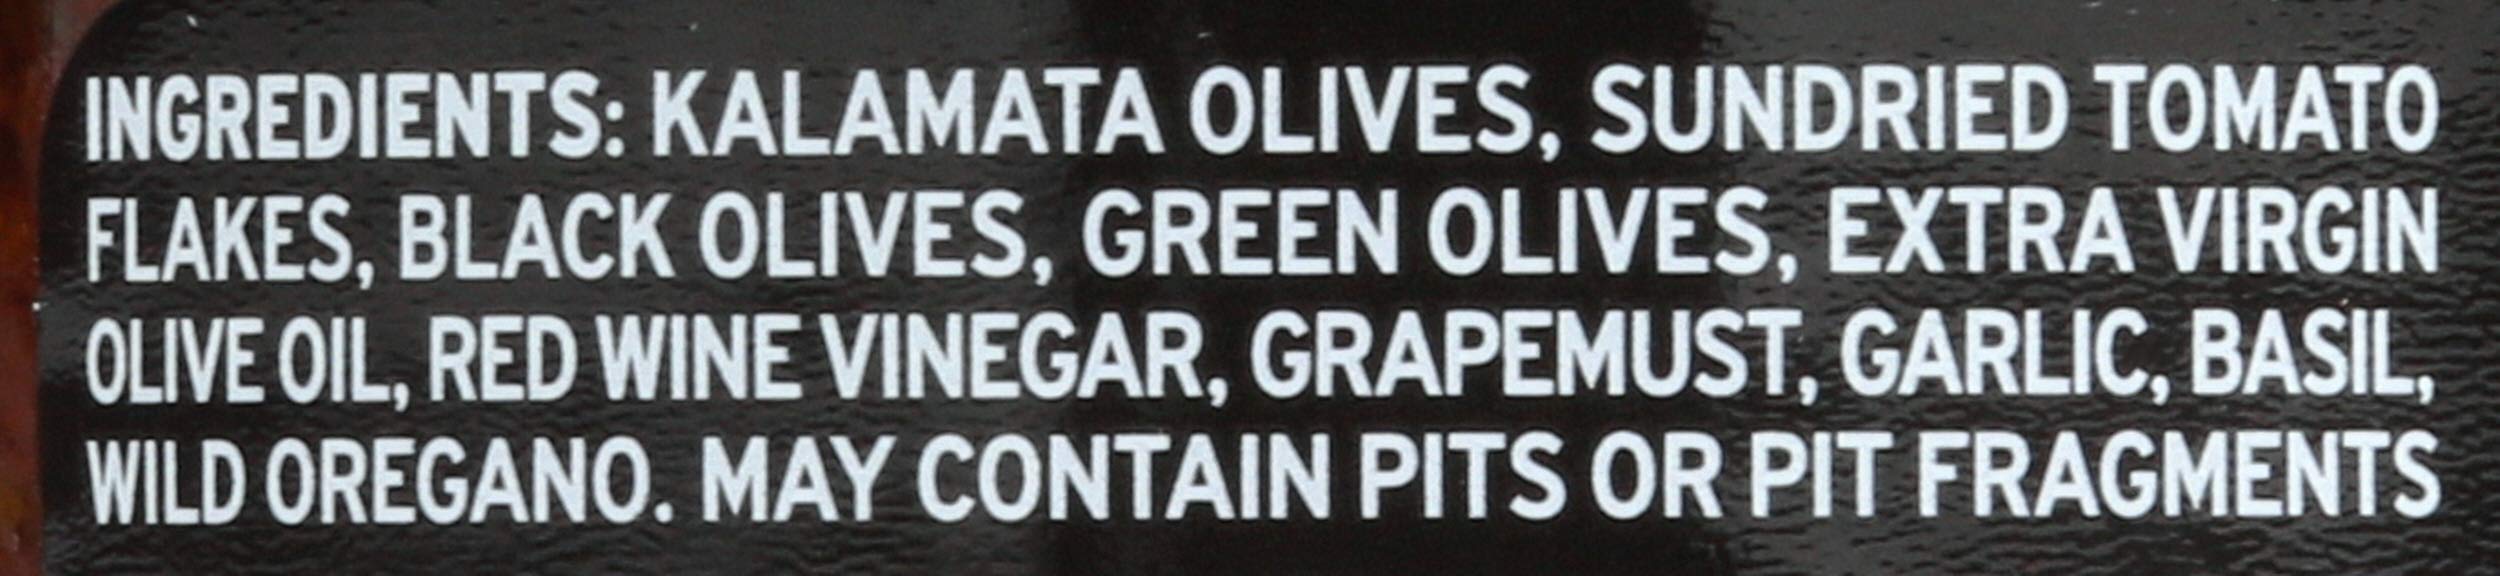 INGREDIENTS: KALAMATA OLIVES, SUNDRIED TOMATO
FLAKES, BLACK OLIVES, GREEN OLIVES, EXTRA VIRGIN
OLIVE OIL, RED WINE VINEGAR, GRAPEMUST, GARLIC, BASIL,
WILD OREGANO. MAY CONTAIN PITS OR PIT FRAGMENTS